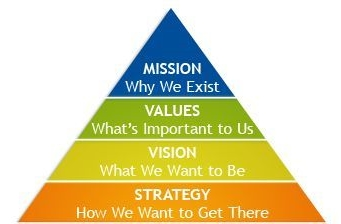 MISSION
Why We Exist
VALUES
What's Important to Us
VISION
What We Want to Be
STRATEGY
How We Want to Get There